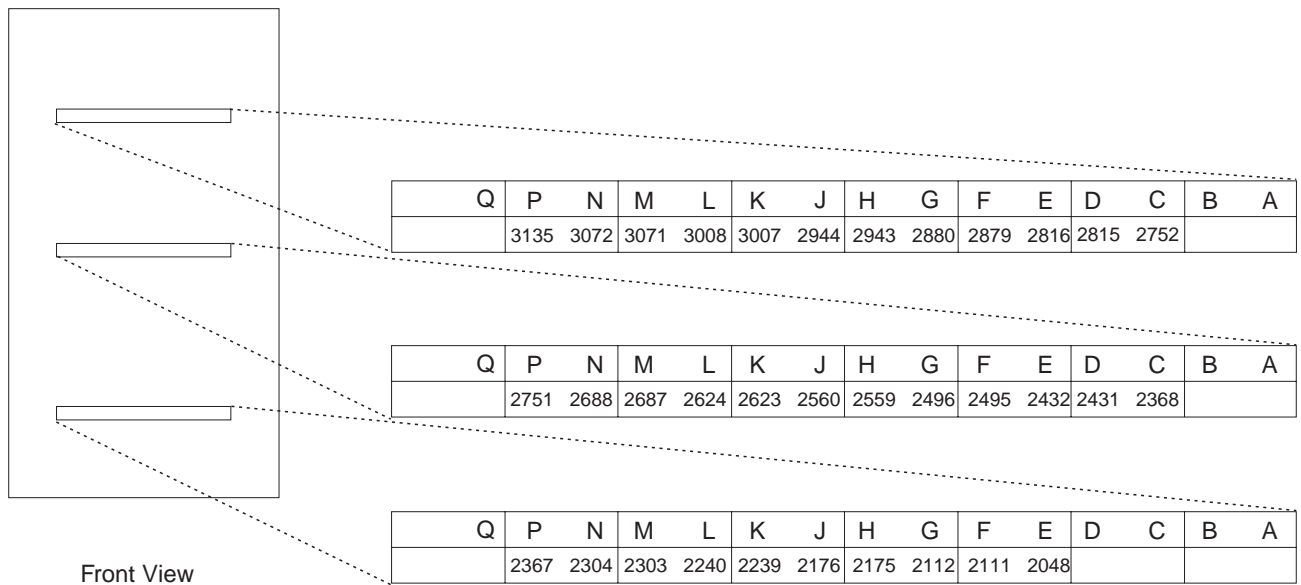 Q P N M L K J H G F E D C B A
3135 3072 3071 3008 3007 2944 2943 2880 2879 2816 2815 2752
Q P N M L K J H G F E D C B A
2751 2688 2687 2624 2623 2560 2559 2496 2495 2432 2431 2368
Q P N M L K J H G F E D C B A
2367 2304 2303 2240 2239 2176 2175 2112 2111 2048
Front View